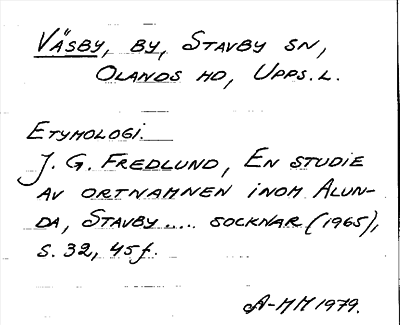 Väsby, by, Stavby sn,
Olands hd, Upps. l.
Etymologi.
J. G. Fredlund, En studie
av ortnamnen inom Alun-
da, Stavby .... socknar (1965),
s. 32, 45f.
A-MM 1979.